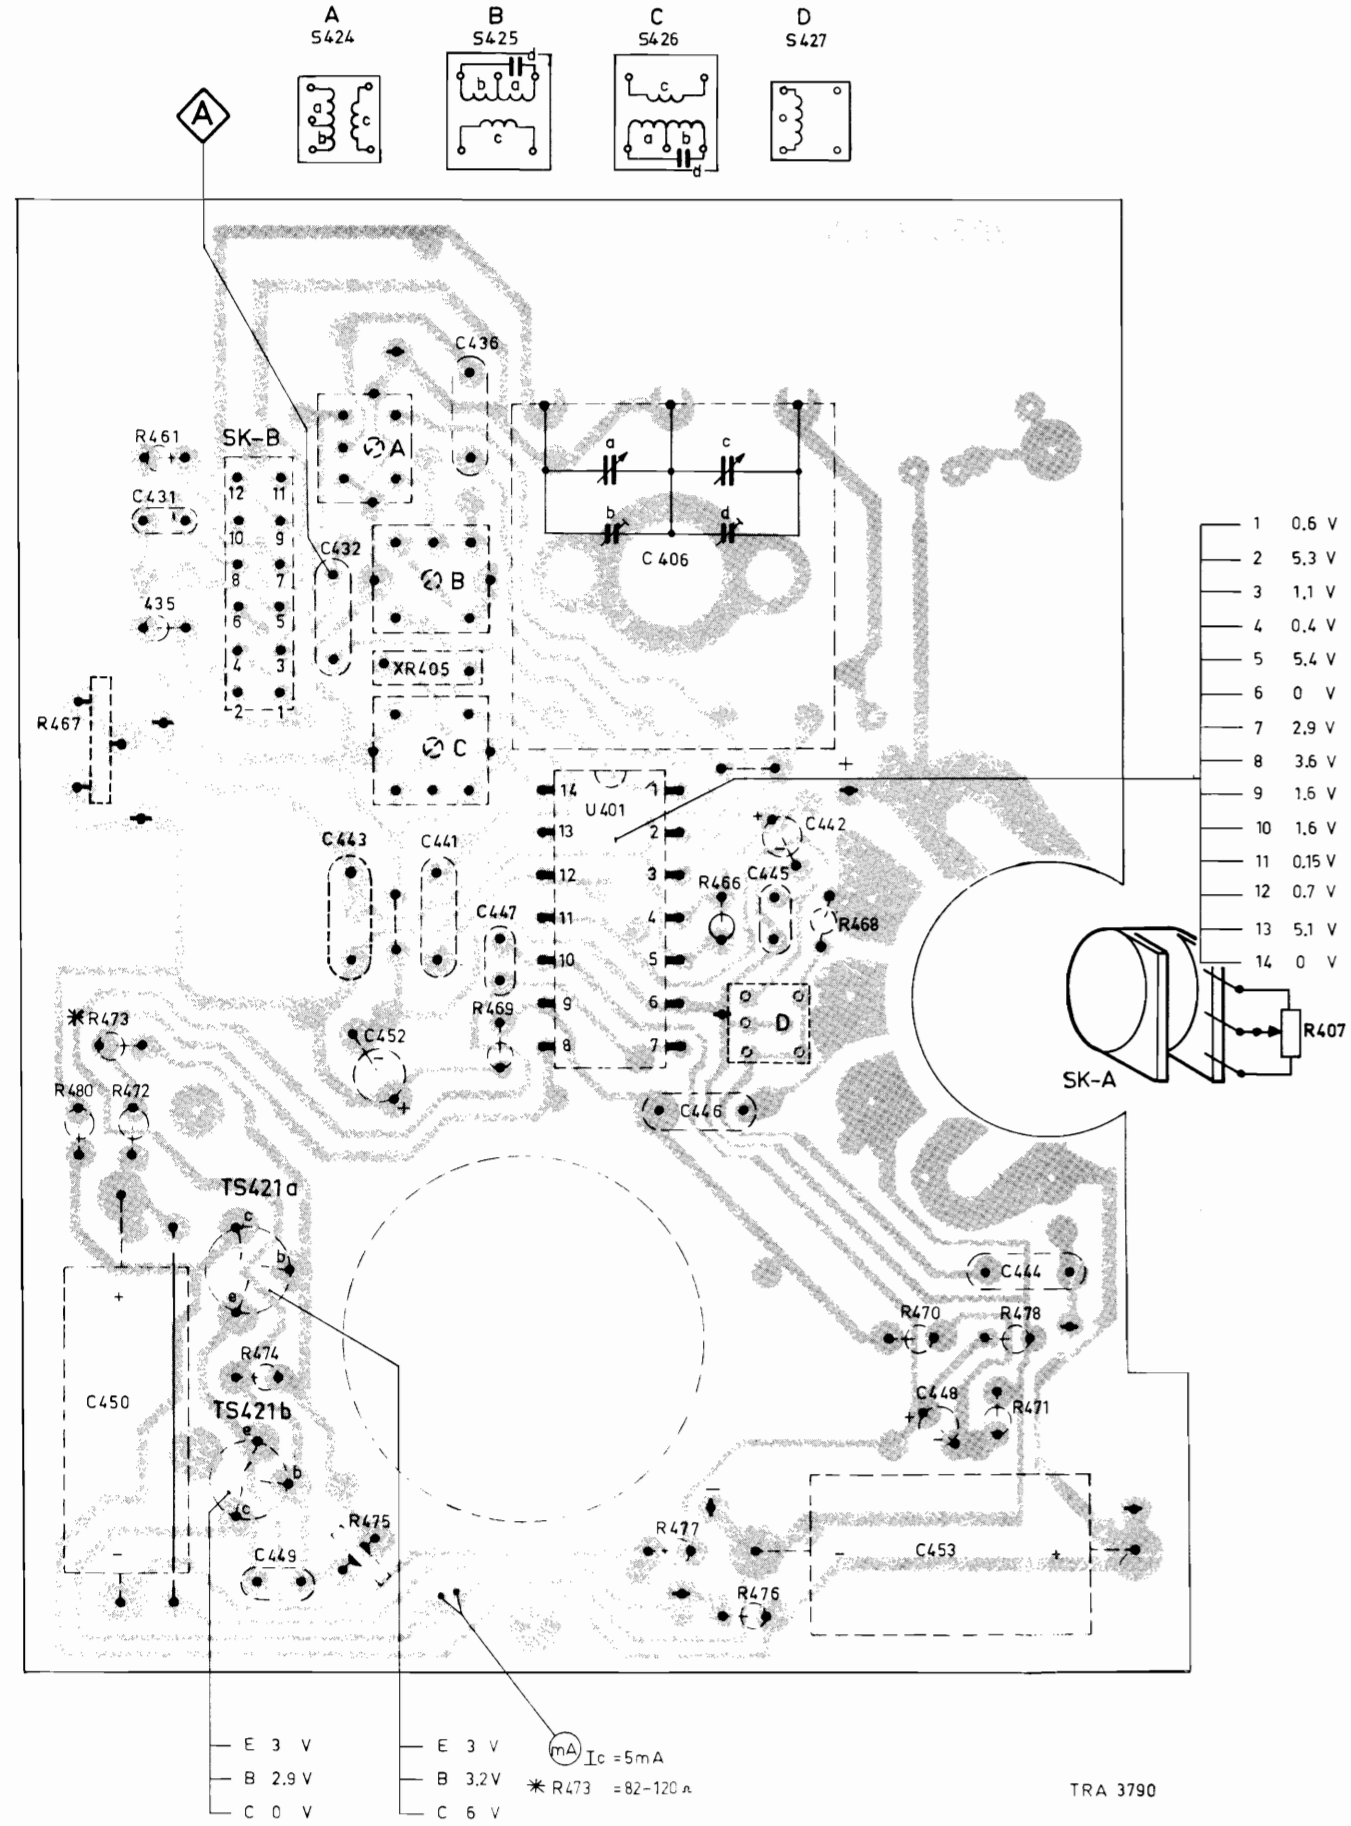 A B C D
S424 S425 S426 S427
A
a
b
c
d
b a
c
c
a b
d
C436
R461
SK-B
A
a c
12 11
C431
10 9
b d
C432
C 406
8 7
B
435
6 5
4 3
XR405
2 1
R467
C
+
14 1
U401
13 2
+
C442
C443
C441
12 3
R466
C445
C447
11 4
R468
10 5
R469
9 6
D
* R473
C452
8 7
+
R480 R472
C446
SK-A
R407
1 0,6 V
2 5,3 V
3 1,1 V
4 0,4 V
5 5,4 V
6 0 V
7 2,9 V
8 3,6 V
9 1,6 V
10 1,6 V
11 0,15 V
12 0,7 V
13 5,1 V
14 0 V
TS421a
c
b
e
+
C444
R470 R478
R474
C450
TS421b
e
b
c
C448
+
-
R471
R475
R477
-
- C453 +
C449
R476
-
E 3 V
B 2,9 V
C 0 V
E 3 V
B 3,2V
C 6 V
mA Ic = 5mA
* R473 = 82-120 Ω
TRA 3790